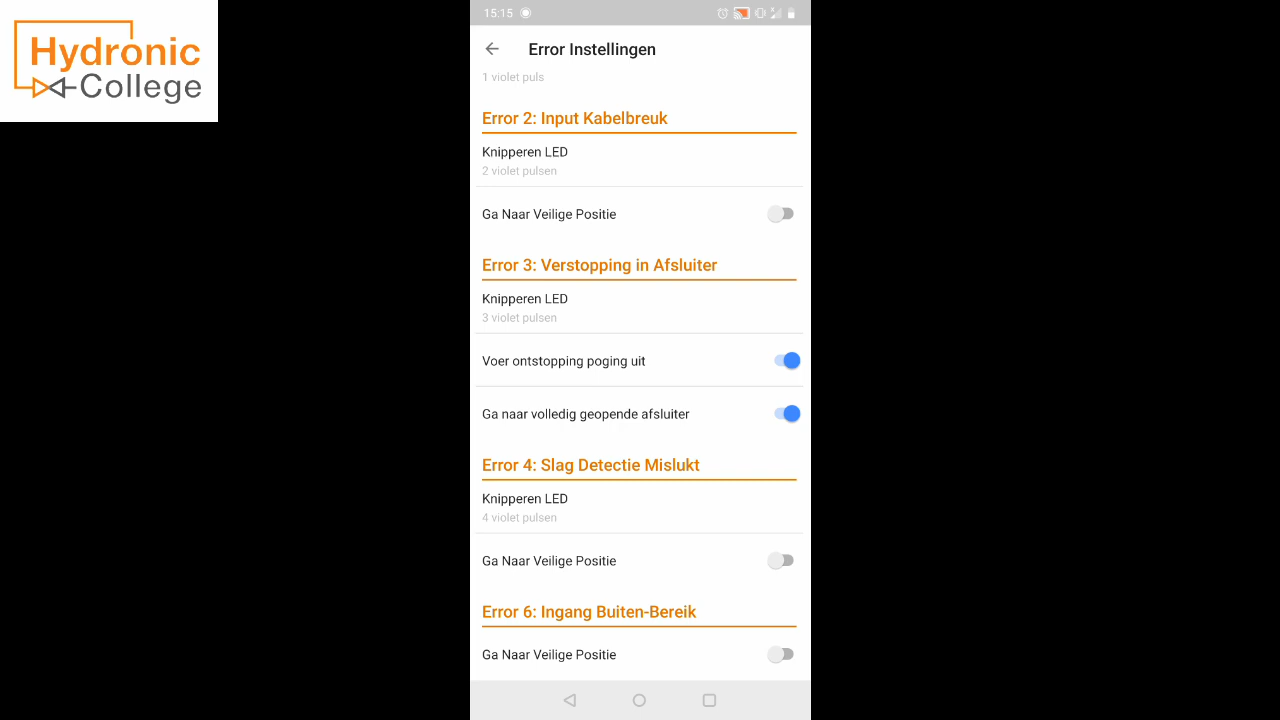 Hydronic
College
15:15
Error Instellingen
1 violet puls
Error 2: Input Kabelbreuk
Knipperen LED
2 violet pulsen
Ga Naar Veilige Positie
Error 3: Verstopping in Afsluiter
Knipperen LED
3 violet pulsen
Voer ontstopping poging uit
Ga naar volledig geopende afsluiter
Error 4: Slag Detectie Mislukt
Knipperen LED
4 violet pulsen
Ga Naar Veilige Positie
Error 6: Ingang Buiten-Bereik
Ga Naar Veilige Positie